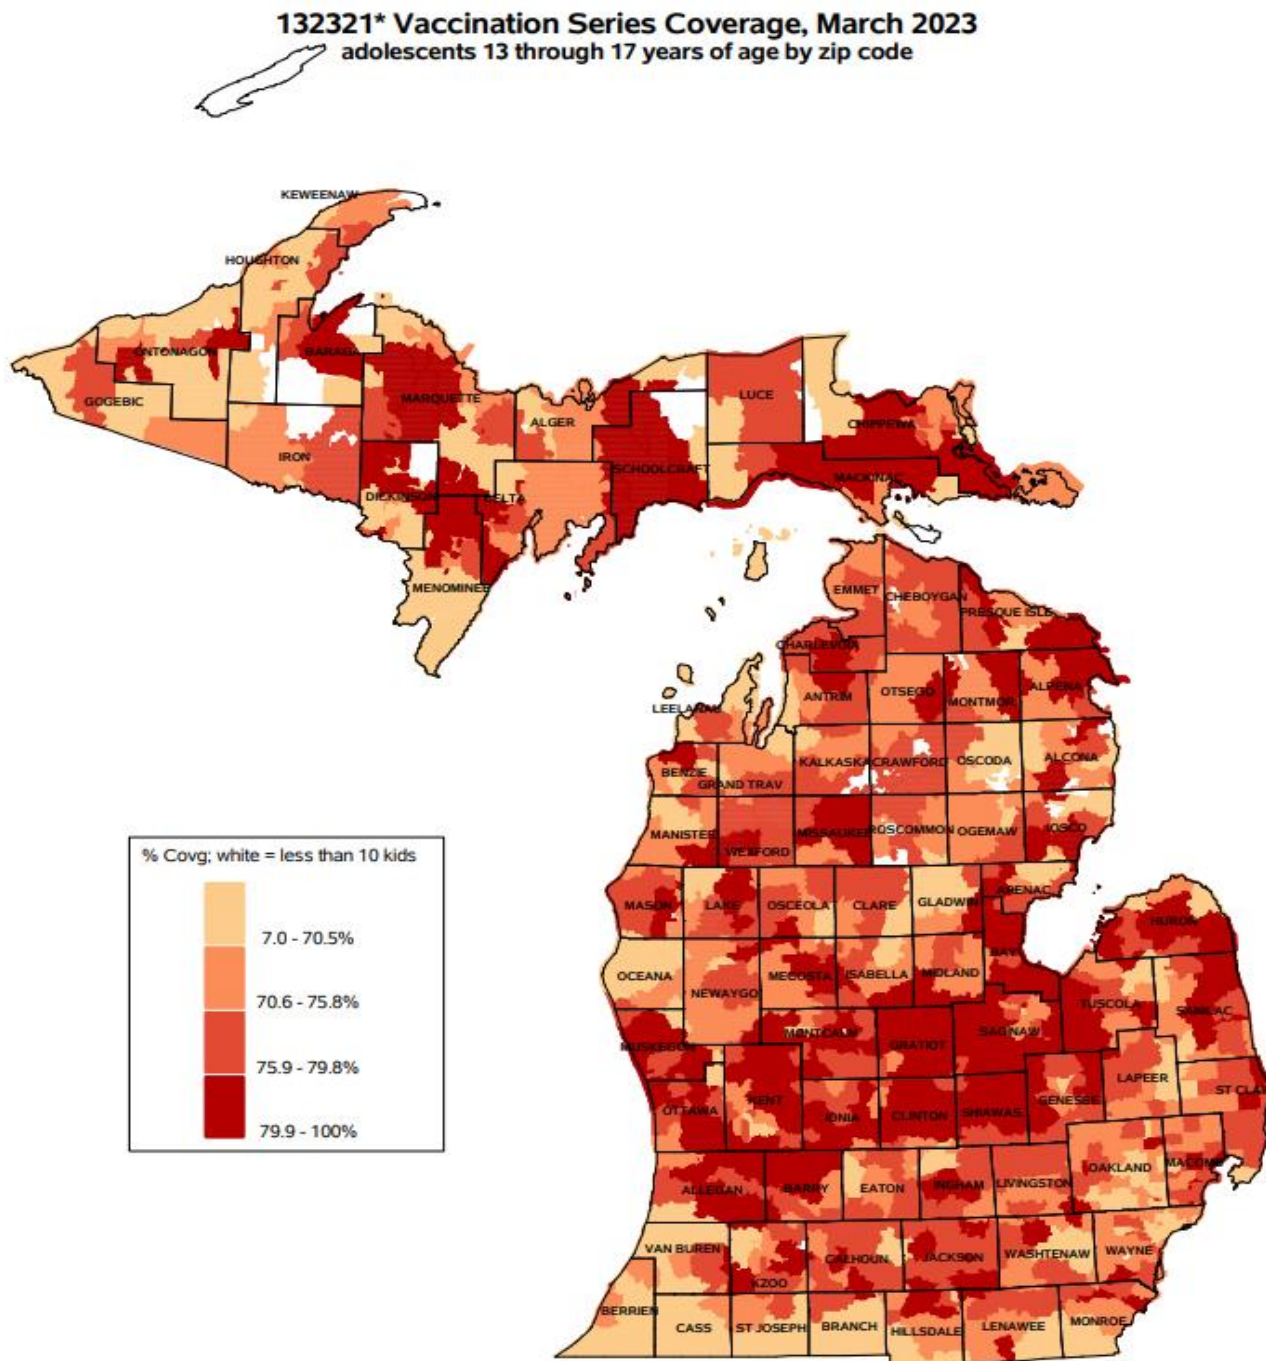 132321* Vaccination Series Coverage, March 2023
adolescents 13 through 17 years of age by zip code
KEWEENAW
HOUGHTON
ONTONAGON
BARAGA
GOGEBIC
MARQUETTE
LUCE
ALGER
CHIPPEWA
IRON
SCHOOLCRAFT
MACKINAC
DICKINSON
DELTA
MENOMINEE
EMMET
CHEBOYGAN
PRESQUE ISLE
CHARLEVOIX
ANTRIM
OTSEGO
MONTMOR
ALPENA
LEELANAU
BENZIE
GRAND TRAV
KALKASKA
CRAWFORD
OSCODA
ALCONA
MANISTEE
WEXFORD
MISSAUKEE
ROSCOMMON
OGEMAW
IOSCO
% Covg; white = less than 10 kids
7.0 - 70.5%
70.6 - 75.8%
75.9 - 79.8%
79.9 - 100%
MASON
LAKE
OSCEOLA
CLARE
GLADWIN
ARENAC
HURON
OCEANA
NEWAYGO
MECOSTA
ISABELLA
MIDLAND
BAY
TUSCOLA
SANILAC
MUSKEGON
MONTCALM
GRATIOT
SAGINAW
LAPEER
ST CLAI
OTTAWA
KENT
IONIA
CLINTON
SHIAWAS
GENESEE
ALLEGAN
BARRY
EATON
INGHAM
LIVINGSTON
OAKLAND
MACOMB
VAN BUREN
KZOO
CALHOUN
JACKSON
WASHTENAW
WAYNE
BERRIEN
CASS
ST JOSEPH
BRANCH
HILLSDALE
LENAWEE
MONROE